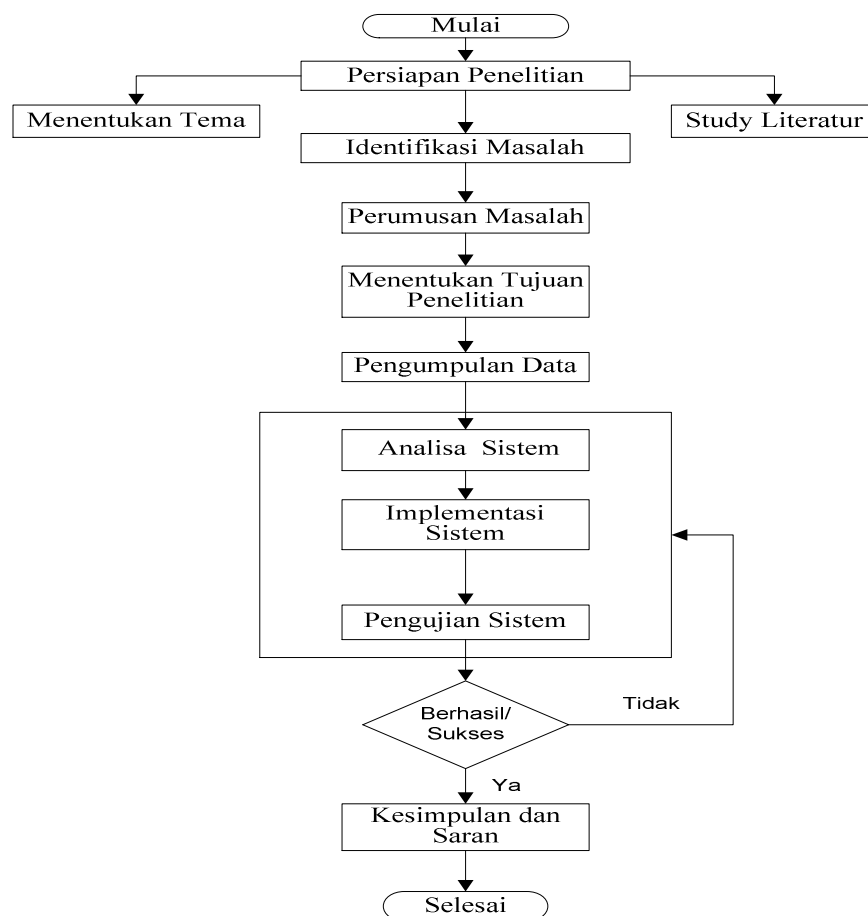 Mulai
Persiapan Penelitian
Menentukan Tema
Study Literatur
Identifikasi Masalah
Perumusan Masalah
Menentukan Tujuan
Penelitian
Pengumpulan Data
Analisa Sistem
Implementasi
Sistem
Pengujian Sistem
Berhasil/
Sukses
Tidak
Ya
Kesimpulan dan
Saran
Selesai